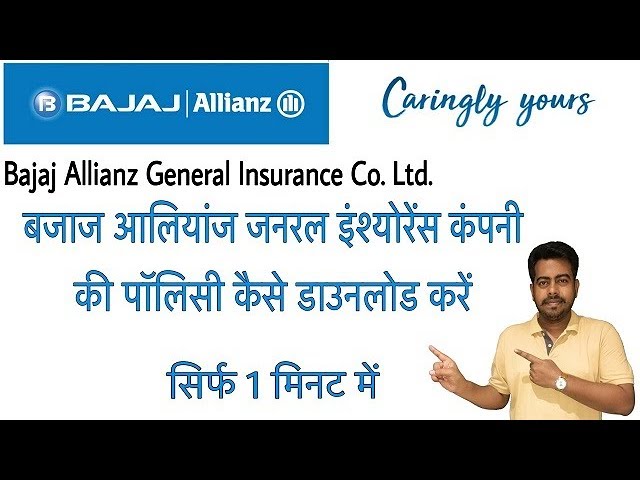 BAJAJ | Allianz
Caringly yours
Bajaj Allianz General Insurance Co. Ltd.
बजाज आलियांज जनरल इंश्योरेंस कंपनी
की पॉलिसी कैसे डाउनलोड करें
सिर्फ 1 मिनट में